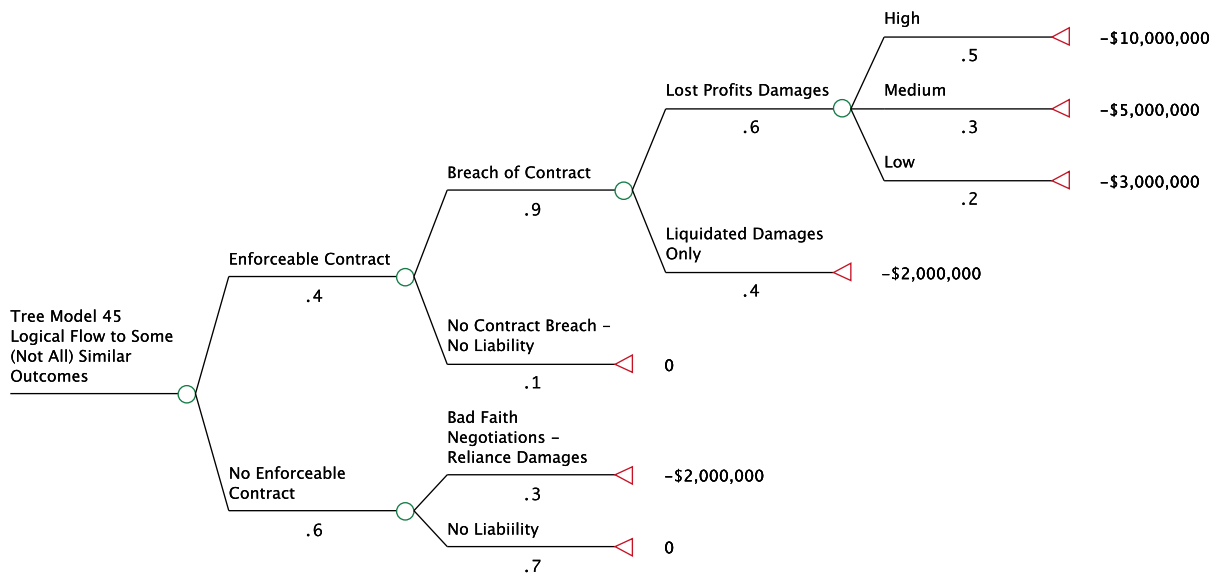 High
-$10,000,000
.5
Lost Profits Damages
Medium
-$5,000,000
.6
.3
Low
Breach of Contract
-$3,000,000
.2
.9
Liquidated Damages
Only
Enforceable Contract
-$2,000,000
.4
.4
Tree Model 45
Logical Flow to Some
(Not All) Similar
Outcomes
No Contract Breach -
No Liability
0
.1
Bad Faith
Negotiations -
Reliance Damages
No Enforceable
Contract
-$2,000,000
.3
.6
No Liabiility
0
.7